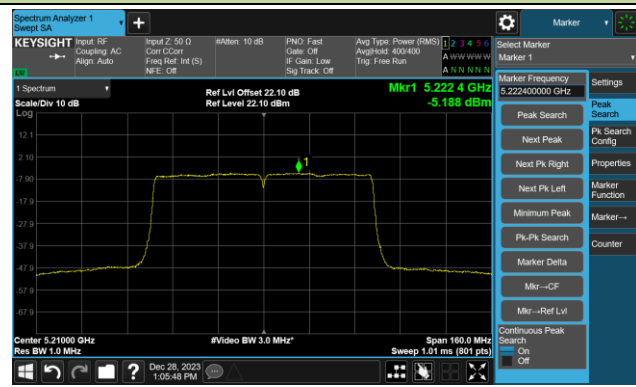 Spectrum Analyzer 1
Swept SA
+
Marker
KEYSIGHT
Input: RF
Coupling: AC
Align: Auto
Input Z: 50 Ω
Corr CCorr
Freq Ref: Int (S)
NFE: Off
#Atten: 10 dB
PNO: Fast
Gate: Off
IF Gain: Low
Sig Track: Off
Avg Type: Power (RMS)
Avg|Hold: 400/400
Trig: Free Run
1 2 3 4 5 6
A W W W W W
A N N N N N
LXI
Select Marker
Marker 1
1 Spectrum
Scale/Div 10 dB
Log
Ref Lvl Offset 22.10 dB
Ref Level 22.10 dBm
Mkr1 5.222 4 GHz
-5.188 dBm
1
12.1
2.10
-7.90
-17.9
-27.9
-37.9
-47.9
-57.9
-67.9
Center 5.21000 GHz
Res BW 1.0 MHz
#Video BW 3.0 MHz*
Span 160.0 MHz
Sweep 1.01 ms (801 pts)
Marker Frequency
5.222400000 GHz
Peak Search
Next Peak
Next Pk Right
Next Pk Left
Minimum Peak
Pk-Pk Search
Marker Delta
Mkr→CF
Mkr→Ref Lvl
Continuous Peak
Search
On
Off
Settings
Peak
Search
Pk Search
Config
Properties
Marker
Function
Marker→
Counter
?
Dec 28, 2023
1:05:48 PM